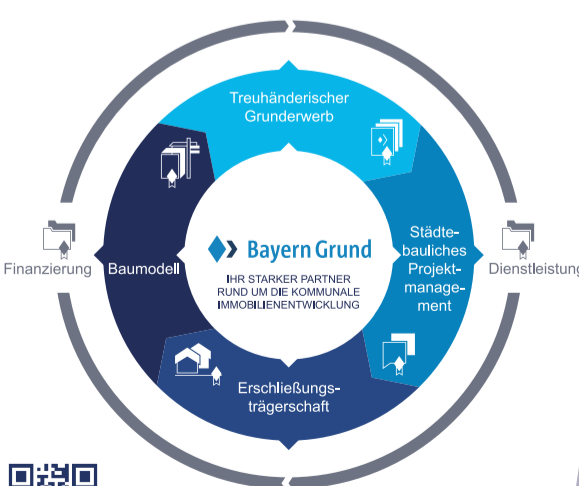 Treuhänderischer
Grunderwerb
Finanzierung
Baumodell
Bayern Grund
IHR STARKER PARTNER
RUND UM DIE KOMMUNALE
IMMOBILIENENTWICKLUNG
Städte-
bauliches
Projekt-
manage-
ment
Dienstleistung
Erschließungs-
trägerschaft